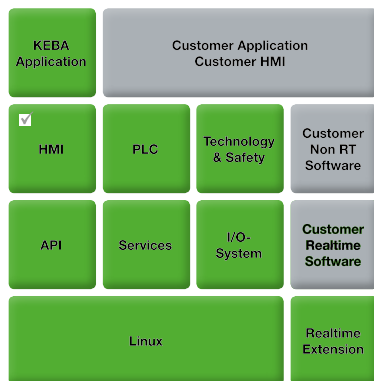 KEBA
Application
Customer Application
Customer HMI
HMI
PLC
Technology
& Safety
Customer
Non RT
Software
API
Services
I/O-
System
Customer
Realtime
Software
Linux
Realtime
Extension